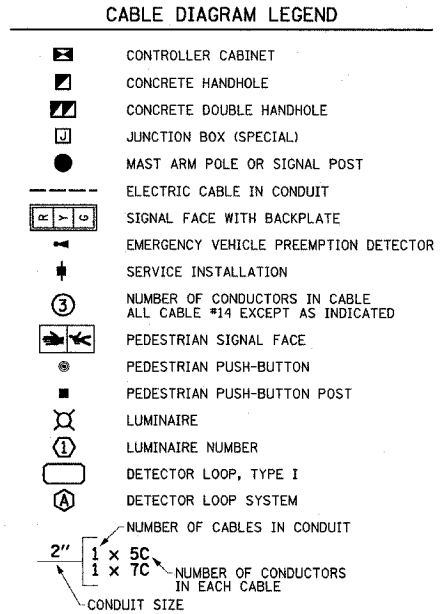 CABLE DIAGRAM LEGEND
CONTROLLER CABINET
CONCRETE HANDHOLE
CONCRETE DOUBLE HANDHOLE
J JUNCTION BOX (SPECIAL)
MAST ARM POLE OR SIGNAL POST
ELECTRIC CABLE IN CONDUIT
R Y G SIGNAL FACE WITH BACKPLATE
EMERGENCY VEHICLE PREEMPTION DETECTOR
SERVICE INSTALLATION
3 NUMBER OF CONDUCTORS IN CABLE
ALL CABLE #14 EXCEPT AS INDICATED
PEDESTRIAN SIGNAL FACE
PEDESTRIAN PUSH-BUTTON
PEDESTRIAN PUSH-BUTTON POST
LUMINAIRE
1 LUMINAIRE NUMBER
DETECTOR LOOP, TYPE I
A DETECTOR LOOP SYSTEM
NUMBER OF CABLES IN CONDUIT
2" 1 × 5C
1 × 7C
NUMBER OF CONDUCTORS
IN EACH CABLE
CONDUIT SIZE